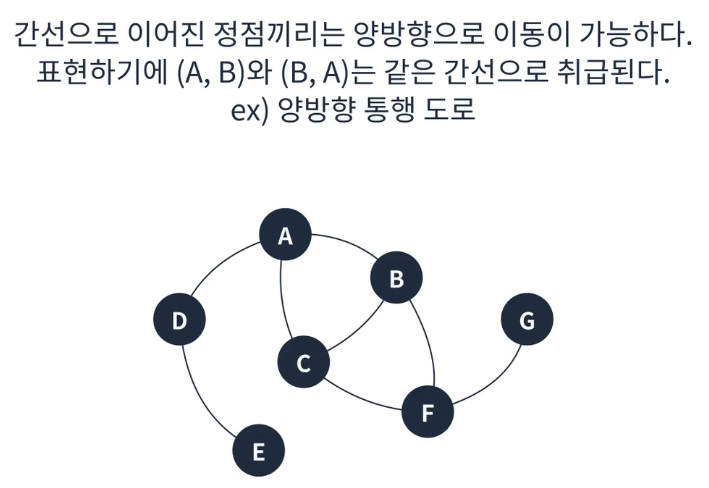 간선으로 이어진 정점끼리는 양방향으로 이동이 가능하다.
표현하기에 (A, B)와 (B, A)는 같은 간선으로 취급된다.
ex) 양방향 통행 도로
A
B
D
G
C
F
E